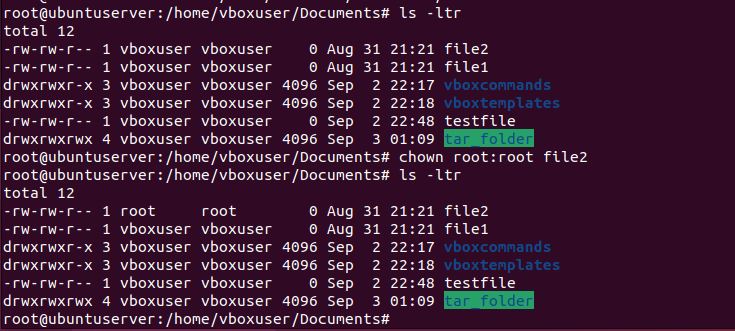 root@ubuntuserver:/home/vboxuser/Documents# ls -ltr
total 12
-rw-rw-r-- 1 vboxuser vboxuser    0 Aug 31 21:21 file2
-rw-rw-r-- 1 vboxuser vboxuser    0 Aug 31 21:21 file1
drwxrwxr-x 3 vboxuser vboxuser 4096 Sep  2 22:17 vboxcommands
drwxrwxr-x 3 vboxuser vboxuser 4096 Sep  2 22:18 vboxtemplates
-rw-rw-r-- 1 vboxuser vboxuser    0 Sep  2 22:48 testfile
drwxrwxrwx 4 vboxuser vboxuser 4096 Sep  3 01:09 tar_folder
root@ubuntuserver:/home/vboxuser/Documents# chown root:root file2
root@ubuntuserver:/home/vboxuser/Documents# ls -ltr
total 12
-rw-rw-r-- 1 root     root        0 Aug 31 21:21 file2
-rw-rw-r-- 1 vboxuser vboxuser    0 Aug 31 21:21 file1
drwxrwxr-x 3 vboxuser vboxuser 4096 Sep  2 22:17 vboxcommands
drwxrwxr-x 3 vboxuser vboxuser 4096 Sep  2 22:18 vboxtemplates
-rw-rw-r-- 1 vboxuser vboxuser    0 Sep  2 22:48 testfile
drwxrwxrwx 4 vboxuser vboxuser 4096 Sep  3 01:09 tar_folder
root@ubuntuserver:/home/vboxuser/Documents#